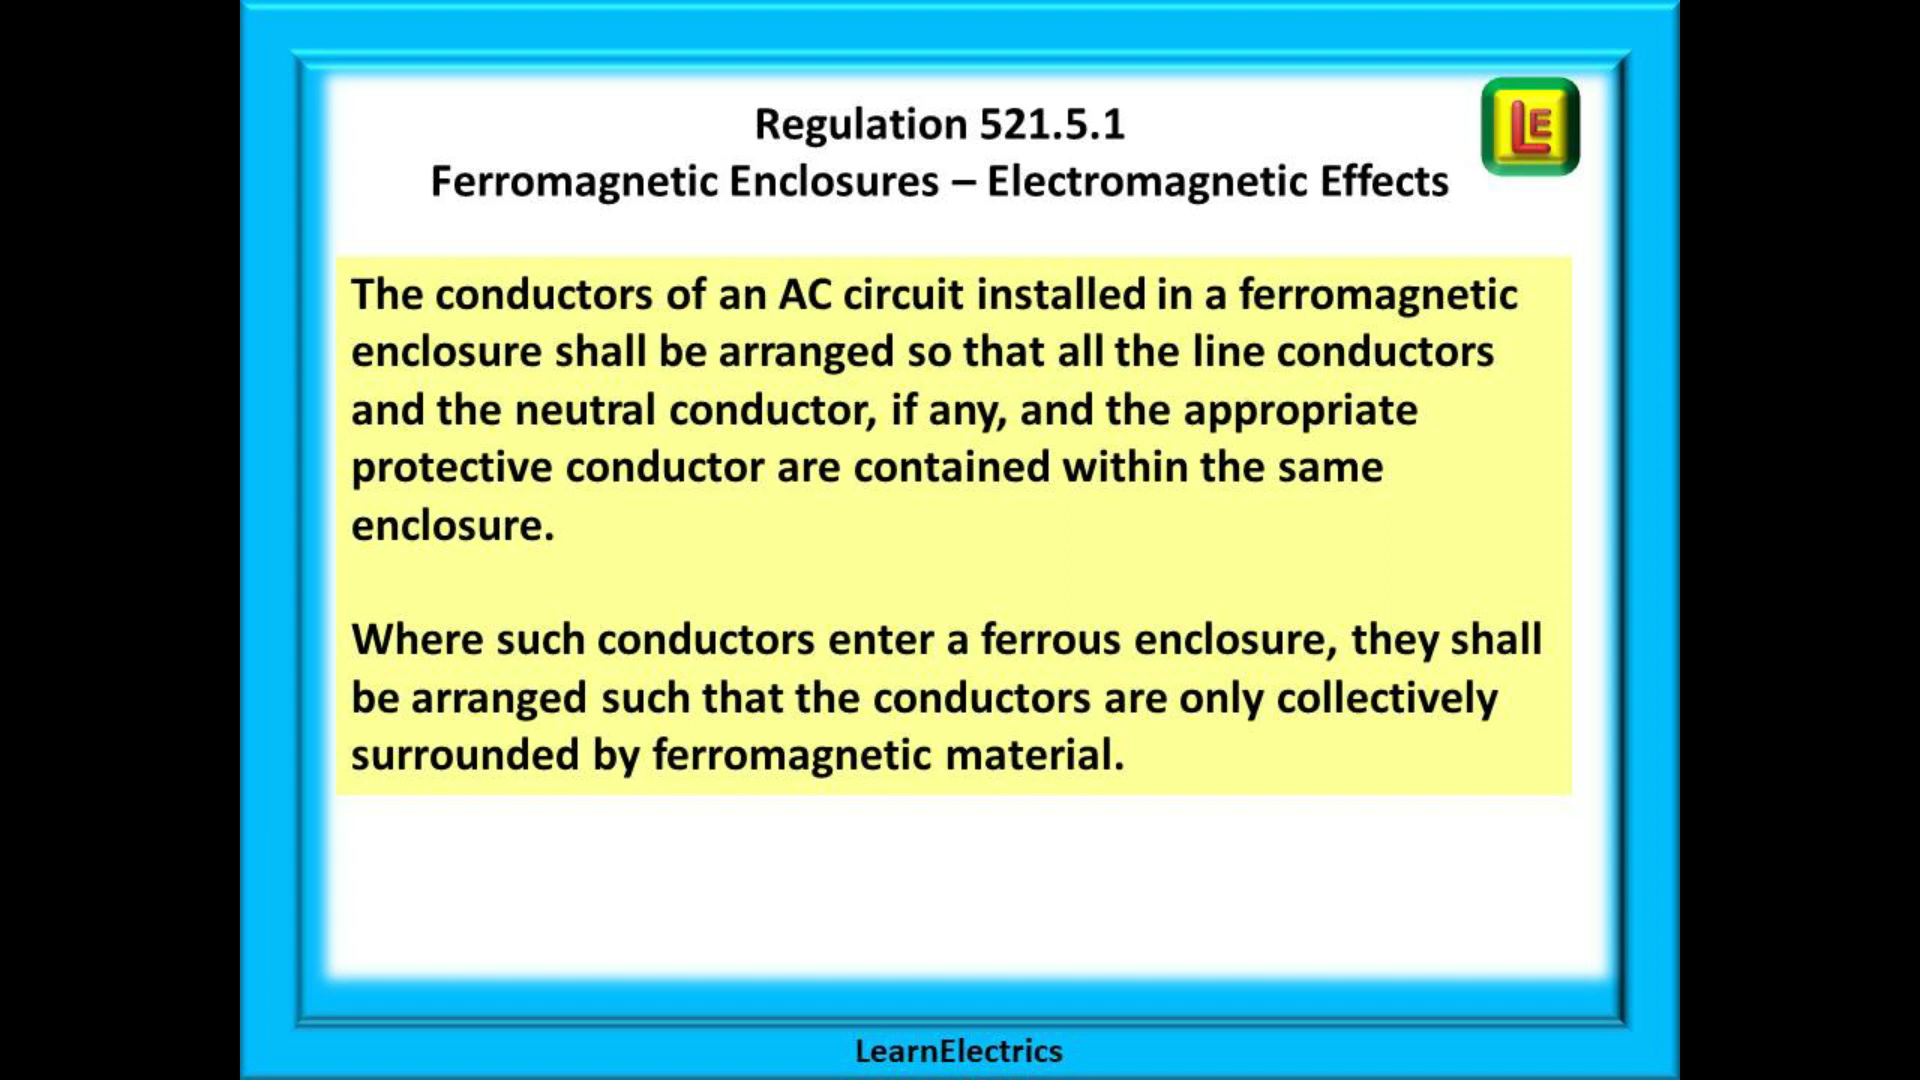 Regulation 521.5.1
Ferromagnetic Enclosures – Electromagnetic Effects
LE
The conductors of an AC circuit installed in a ferromagnetic
enclosure shall be arranged so that all the line conductors
and the neutral conductor, if any, and the appropriate
protective conductor are contained within the same
enclosure.
Where such conductors enter a ferrous enclosure, they shall
be arranged such that the conductors are only collectively
surrounded by ferromagnetic material.
LearnElectrics